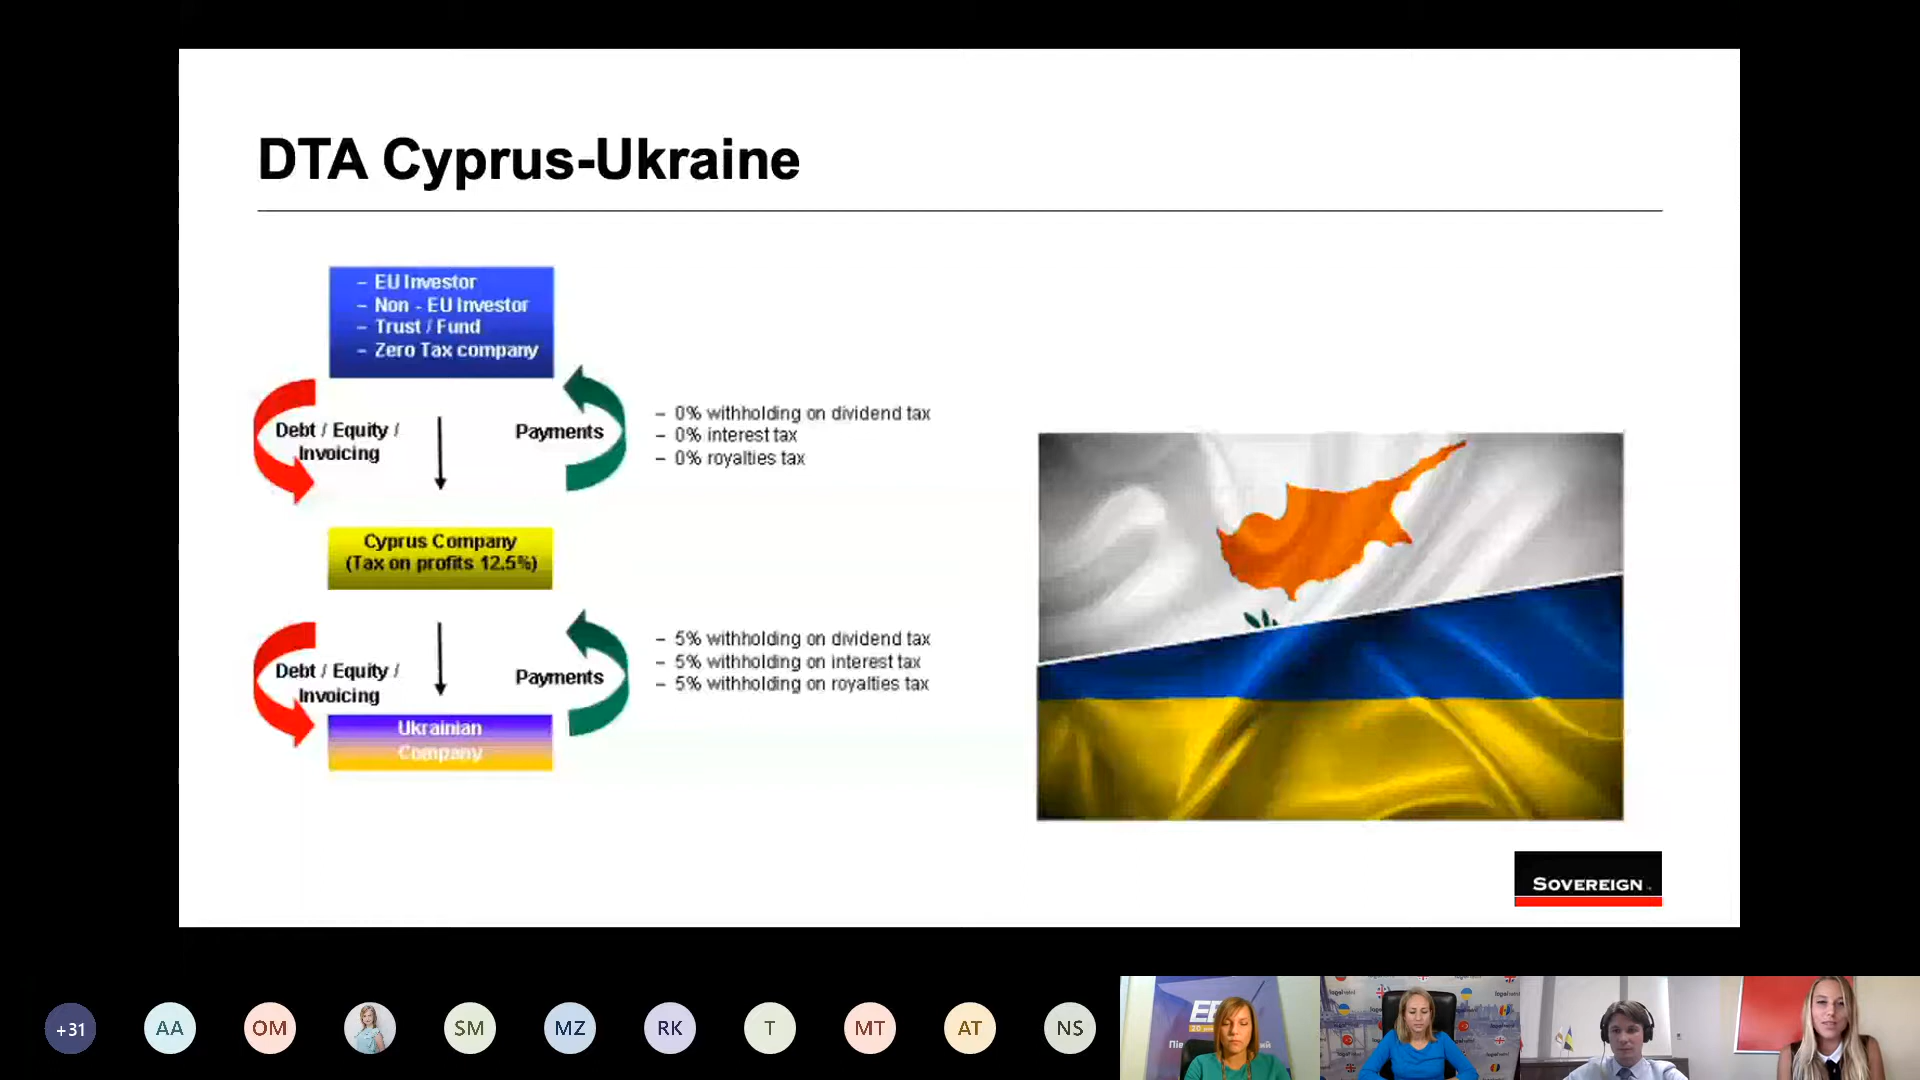 DTA Cyprus-Ukraine
– EU Investor
– Non - EU Investor
– Trust / Fund
– Zero Tax company
Debt / Equity /
Invoicing
Payments
– 0% withholding on dividend tax
– 0% interest tax
– 0% royalties tax
Cyprus Company
(Tax on profits 12.5%)
Debt / Equity /
Invoicing
Payments
– 5% withholding on dividend tax
– 5% withholding on interest tax
– 5% withholding on royalties tax
Ukrainian
Company
SOVEREIGN
+31
AA
OM
SM
MZ
RK
T
MT
AT
NS